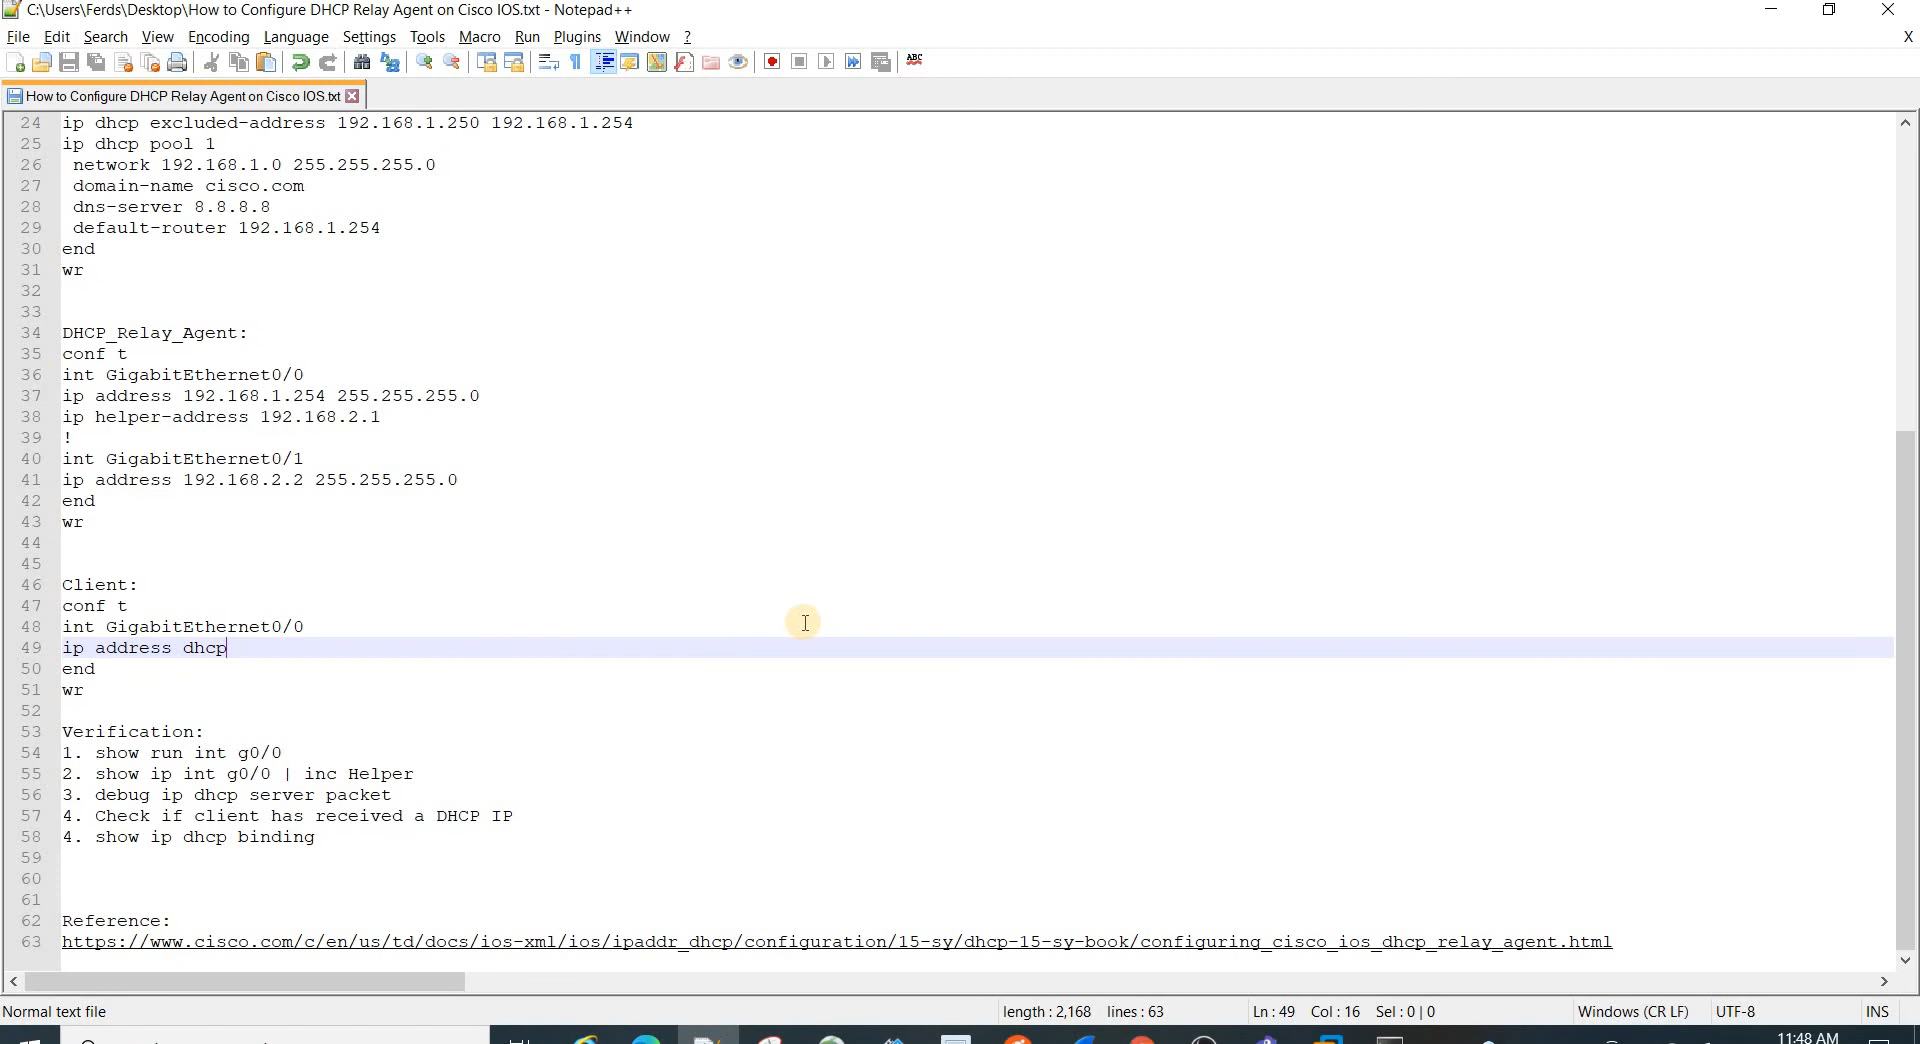 C:\Users\Ferds\Desktop\How to Configure DHCP Relay Agent on Cisco IOS.txt - Notepad++
File Edit Search View Encoding Language Settings Tools Macro Run Plugins Window ? X
ABC
How to Configure DHCP Relay Agent on Cisco IOS.txt
24 ip dhcp excluded-address 192.168.1.250 192.168.1.254
25 ip dhcp pool 1
26 network 192.168.1.0 255.255.255.0
27 domain-name cisco.com
28 dns-server 8.8.8.8
29 default-router 192.168.1.254
30 end
31 wr
32
33
34 DHCP_Relay_Agent:
35 conf t
36 int GigabitEthernet0/0
37 ip address 192.168.1.254 255.255.255.0
38 ip helper-address 192.168.2.1
39 !
40 int GigabitEthernet0/1
41 ip address 192.168.2.2 255.255.255.0
42 end
43 wr
44
45
46 Client:
47 conf t
48 int GigabitEthernet0/0
49 ip address dhcp
50 end
51 wr
52
53 Verification:
54 1. show run int g0/0
55 2. show ip int g0/0 | inc Helper
56 3. debug ip dhcp server packet
57 4. Check if client has received a DHCP IP
58 4. show ip dhcp binding
59
60
61
62 Reference:
63 https://www.cisco.com/c/en/us/td/docs/ios-xml/ios/ipaddr_dhcp/configuration/15-sy/dhcp-15-sy-book/configuring_cisco_ios_dhcp_relay_agent.html
Normal text file length : 2,168 lines : 63 Ln : 49 Col : 16 Sel : 0 | 0 Windows (CR LF) UTF-8 INS
11:48 AM